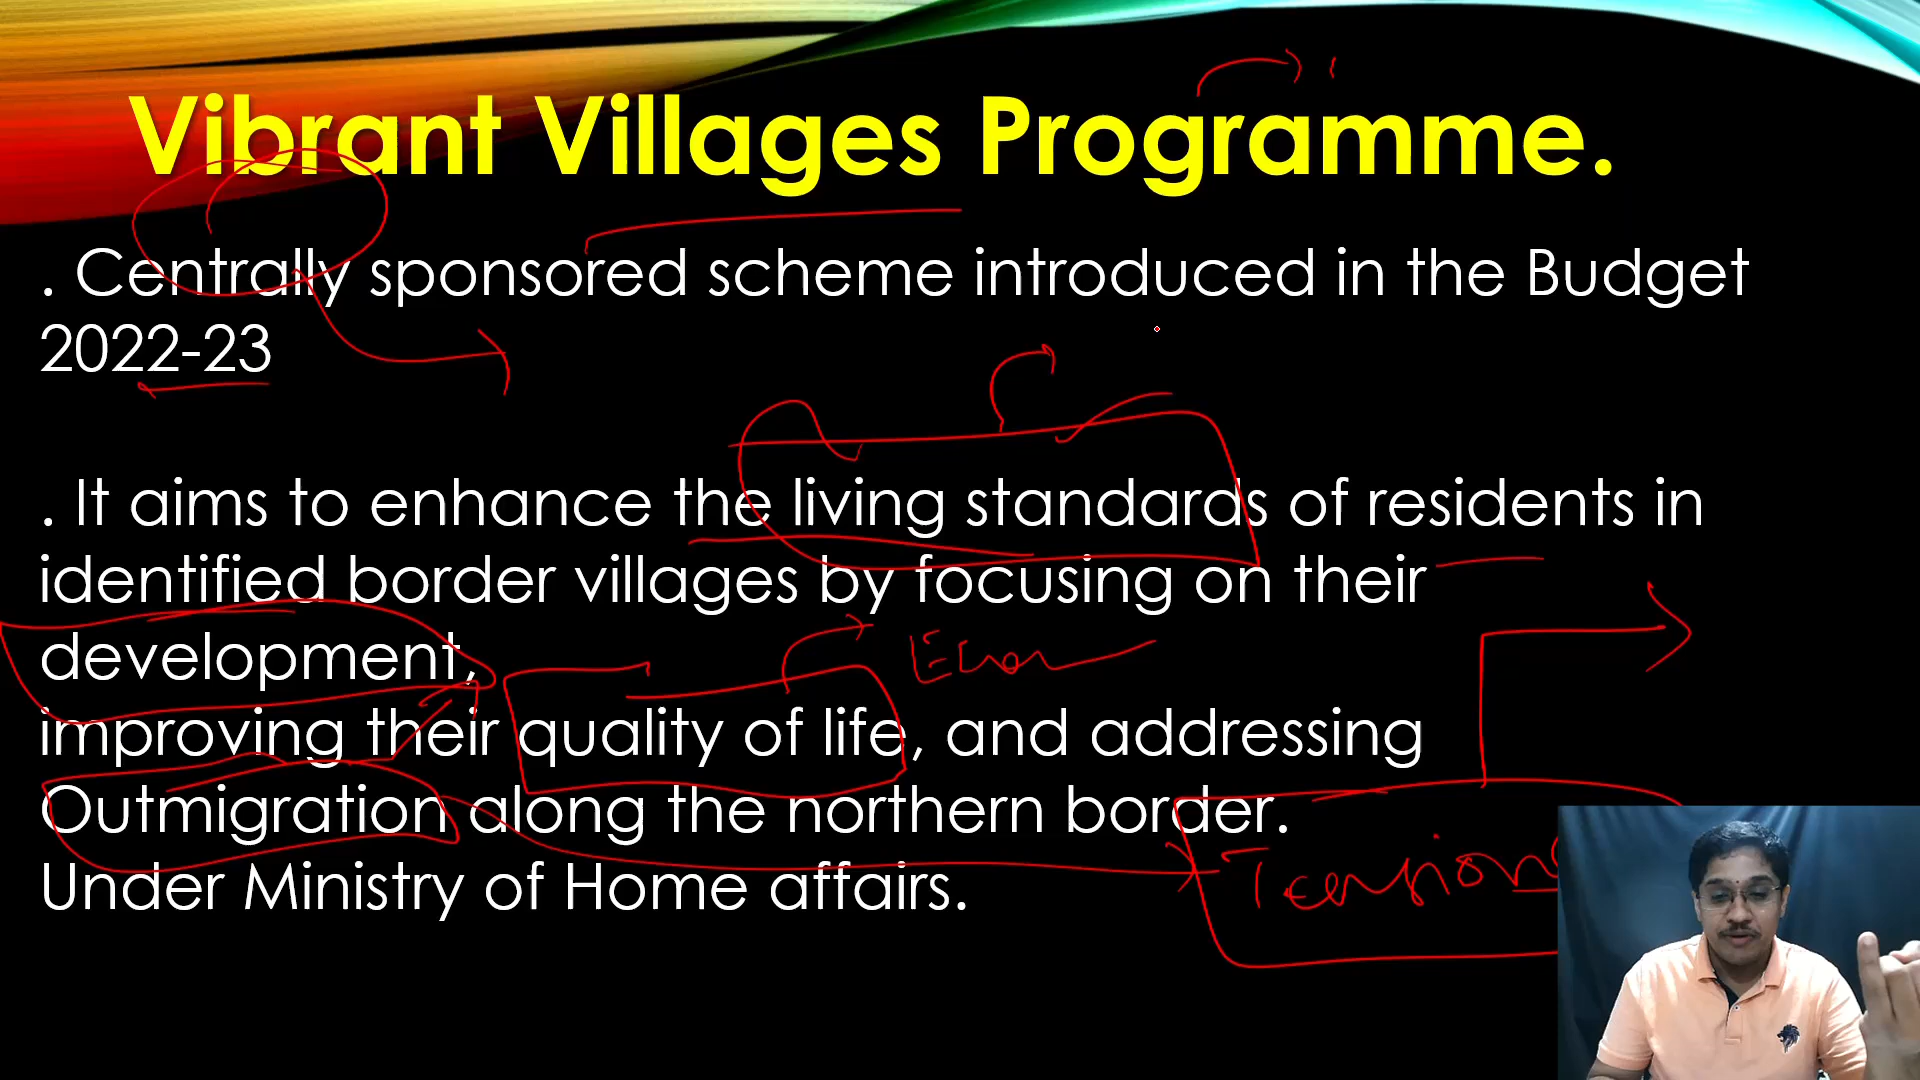 Vibrant Villages Programme.
. Centrally sponsored scheme introduced in the Budget
2022-23
. It aims to enhance the living standards of residents in
identified border villages by focusing on their
development,
Econ
improving their quality of life, and addressing
Outmigration along the northern border.
Tensions
Under Ministry of Home affairs.